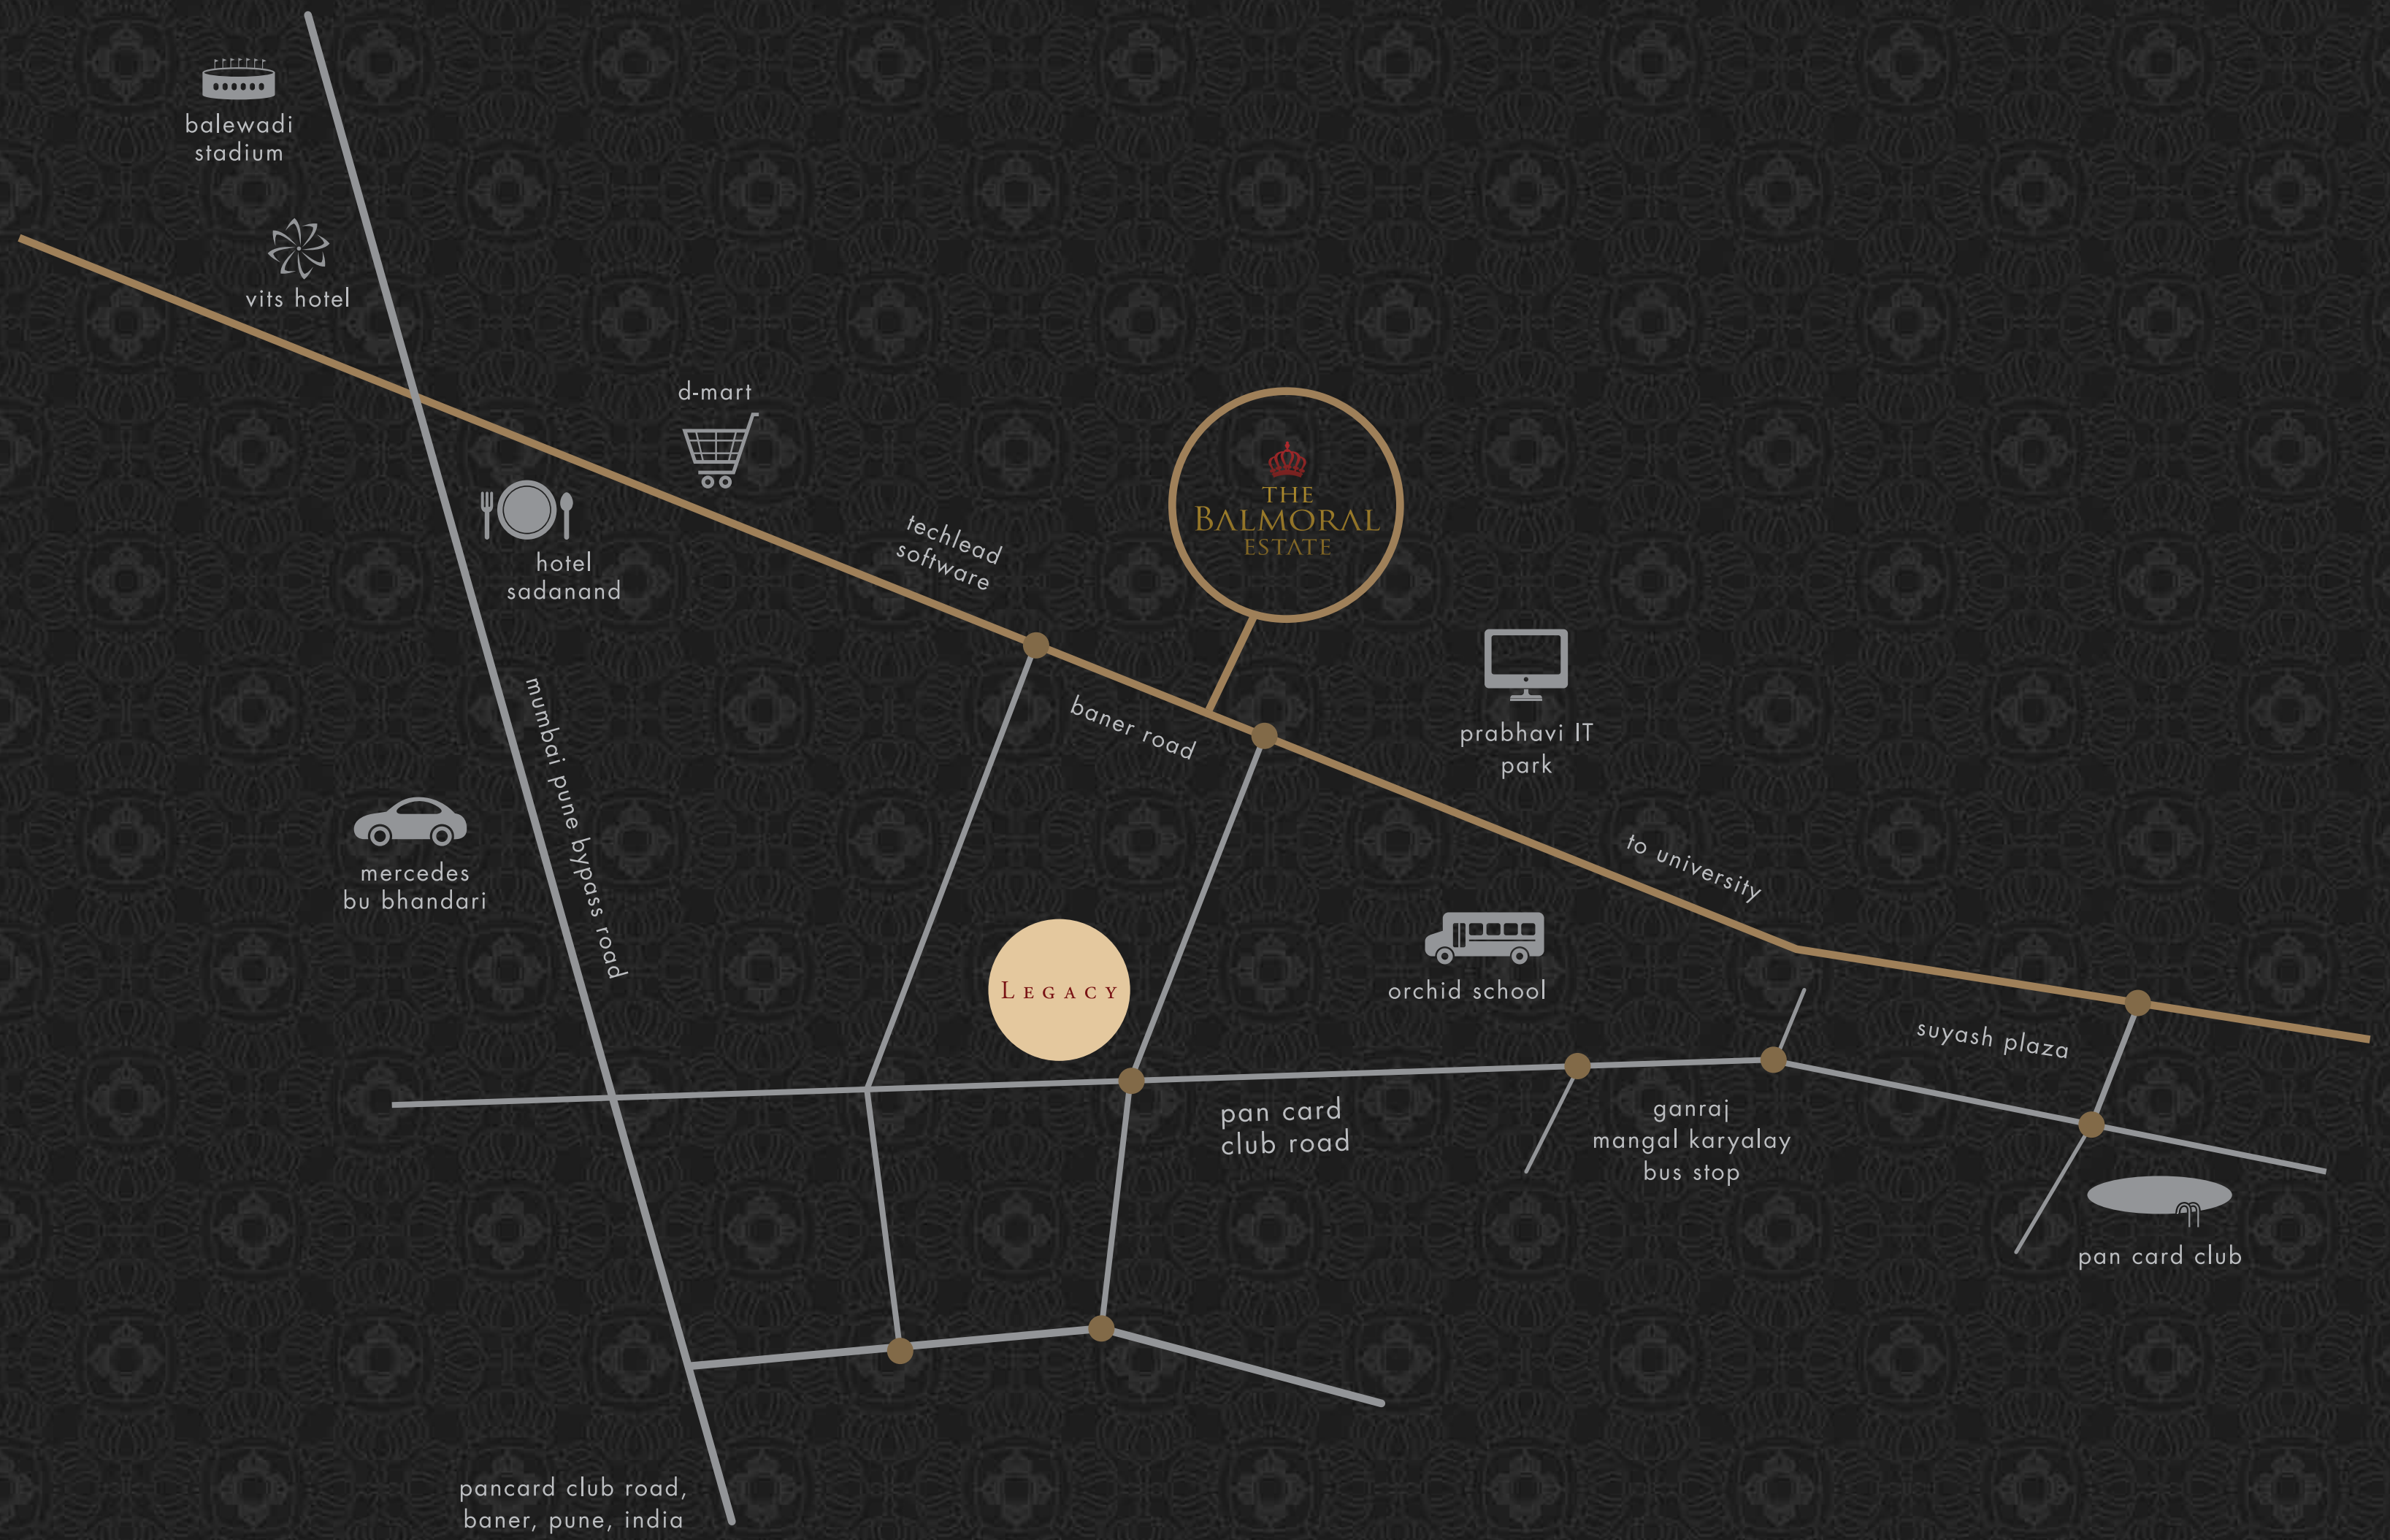 balewadi
stadium
vits hotel
d-mart
hotel
sadanand
techlead
software
THE
BALMORAL
ESTATE
baner road
prabhavi IT
park
mumbai pune bypass road
mercedes
bu bhandari
to university
LEGACY
orchid school
suyash plaza
pan card
club road
ganraj
mangal karyalay
bus stop
pan card club
pancard club road,
baner, pune, india